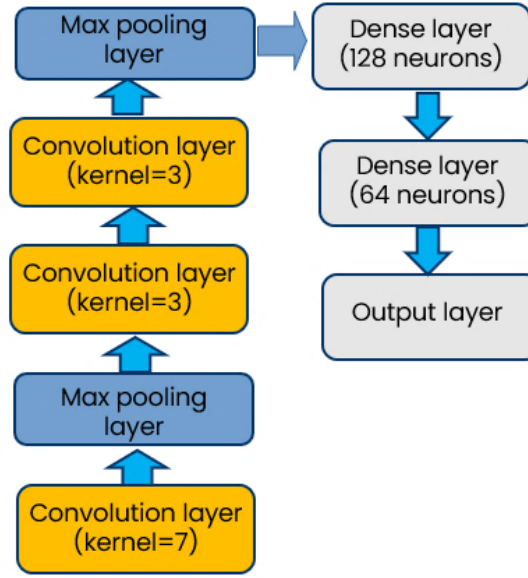 Max pooling
layer
Convolution layer
(kernel=3)
Convolution layer
(kernel=3)
Max pooling
layer
Convolution layer
(kernel=7)
Dense layer
(128 neurons)
Dense layer
(64 neurons)
Output layer